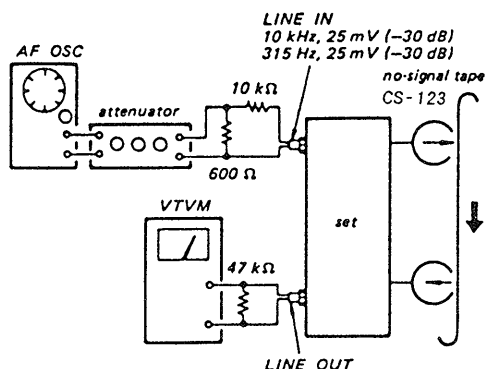 LINE IN
10 kHz, 25 mV (−30 dB)
315 Hz, 25 mV (−30 dB)
AF OSC
attenuator
10 kΩ
600 Ω
no-signal tape
CS-123
set
VTVM
47 kΩ
LINE OUT